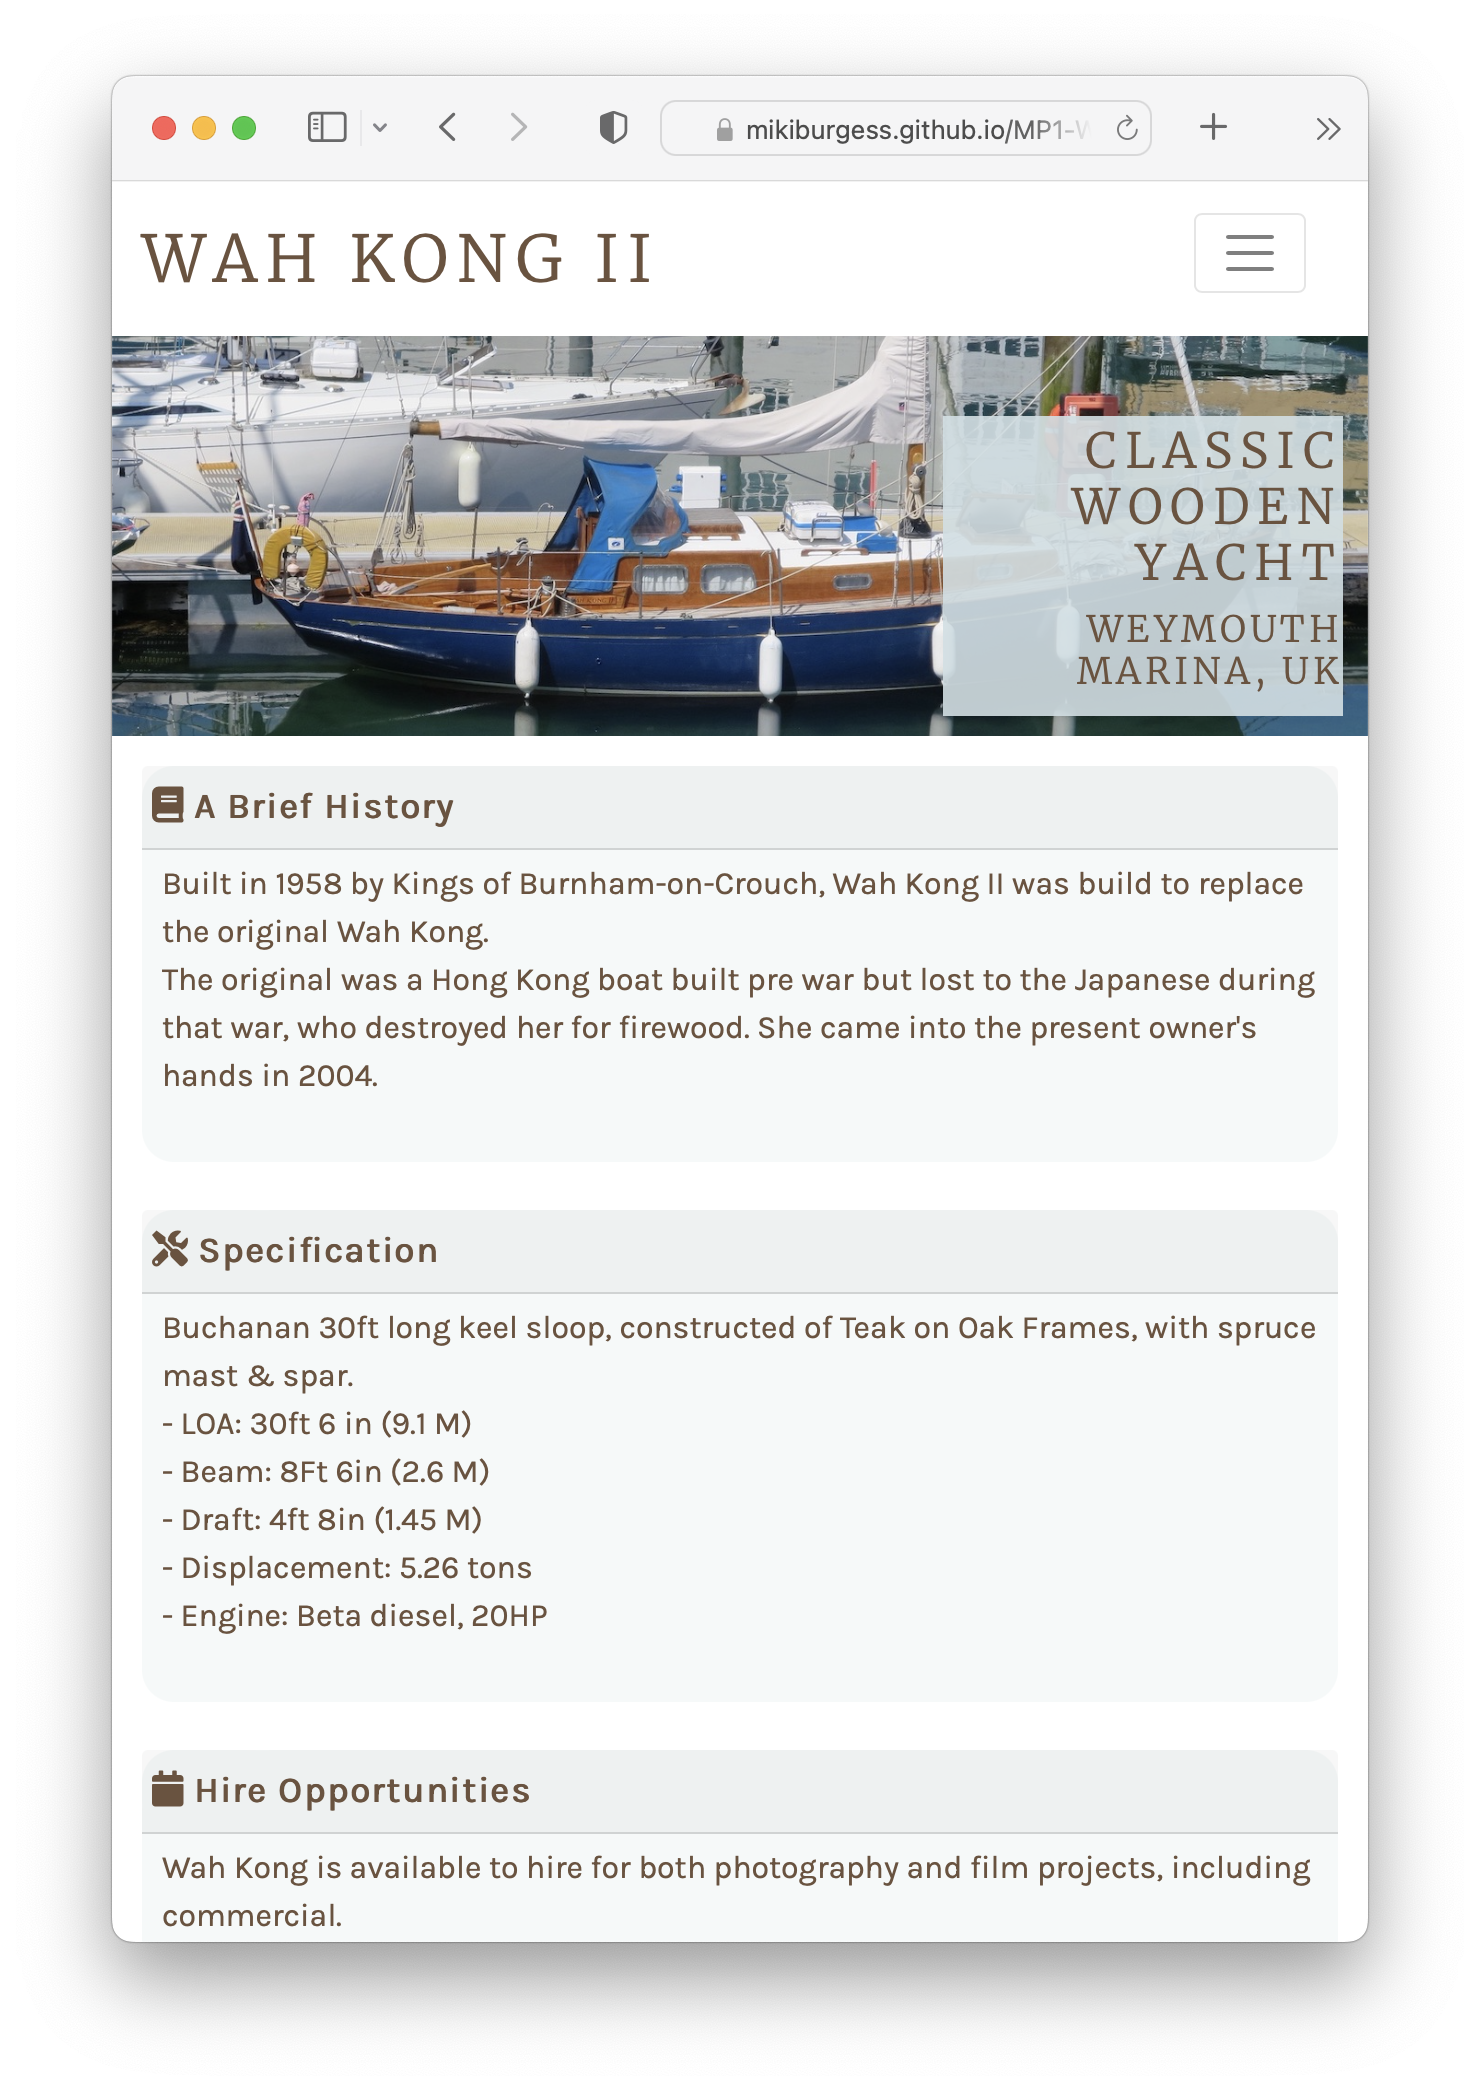 mikiburgess.github.io/MP1-W
WAH KONG II
CLASSIC
WOODEN
YACHT
WEYMOUTH
MARINA, UK
A Brief History
Built in 1958 by Kings of Burnham-on-Crouch, Wah Kong II was build to replace
the original Wah Kong.
The original was a Hong Kong boat built pre war but lost to the Japanese during
that war, who destroyed her for firewood. She came into the present owner's
hands in 2004.
Specification
Buchanan 30ft long keel sloop, constructed of Teak on Oak Frames, with spruce
mast & spar.
- LOA: 30ft 6 in (9.1 M)
- Beam: 8Ft 6in (2.6 M)
- Draft: 4ft 8in (1.45 M)
- Displacement: 5.26 tons
- Engine: Beta diesel, 20HP
Hire Opportunities
Wah Kong is available to hire for both photography and film projects, including
commercial.